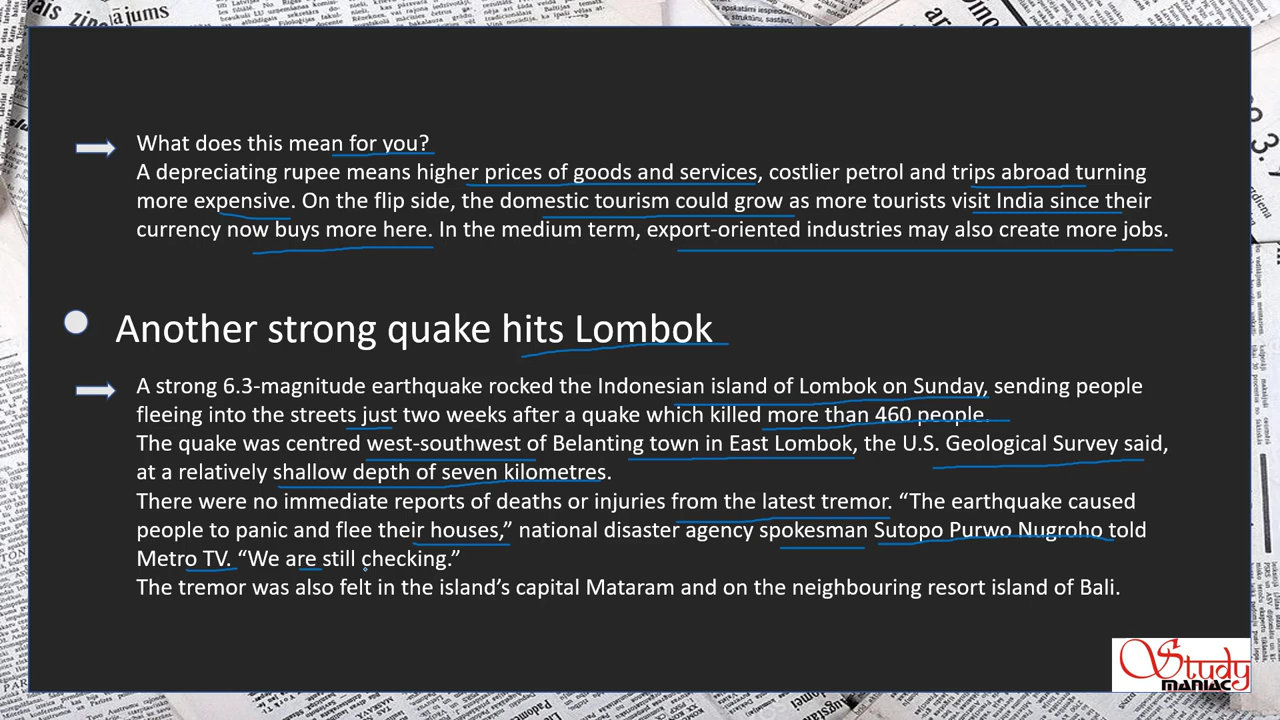 zinājums
What does this mean for you?
A depreciating rupee means higher prices of goods and services, costlier petrol and trips abroad turning
more expensive. On the flip side, the domestic tourism could grow as more tourists visit India since their
currency now buys more here. In the medium term, export-oriented industries may also create more jobs.
Another strong quake hits Lombok
A strong 6.3-magnitude earthquake rocked the Indonesian island of Lombok on Sunday, sending people
fleeing into the streets just two weeks after a quake which killed more than 460 people.
The quake was centred west-southwest of Belanting town in East Lombok, the U.S. Geological Survey said,
at a relatively shallow depth of seven kilometres.
There were no immediate reports of deaths or injuries from the latest tremor. “The earthquake caused
people to panic and flee their houses,” national disaster agency spokesman Sutopo Purwo Nugroho told
Metro TV. “We are still checking.”
The tremor was also felt in the island’s capital Mataram and on the neighbouring resort island of Bali.
Study
MANIAC